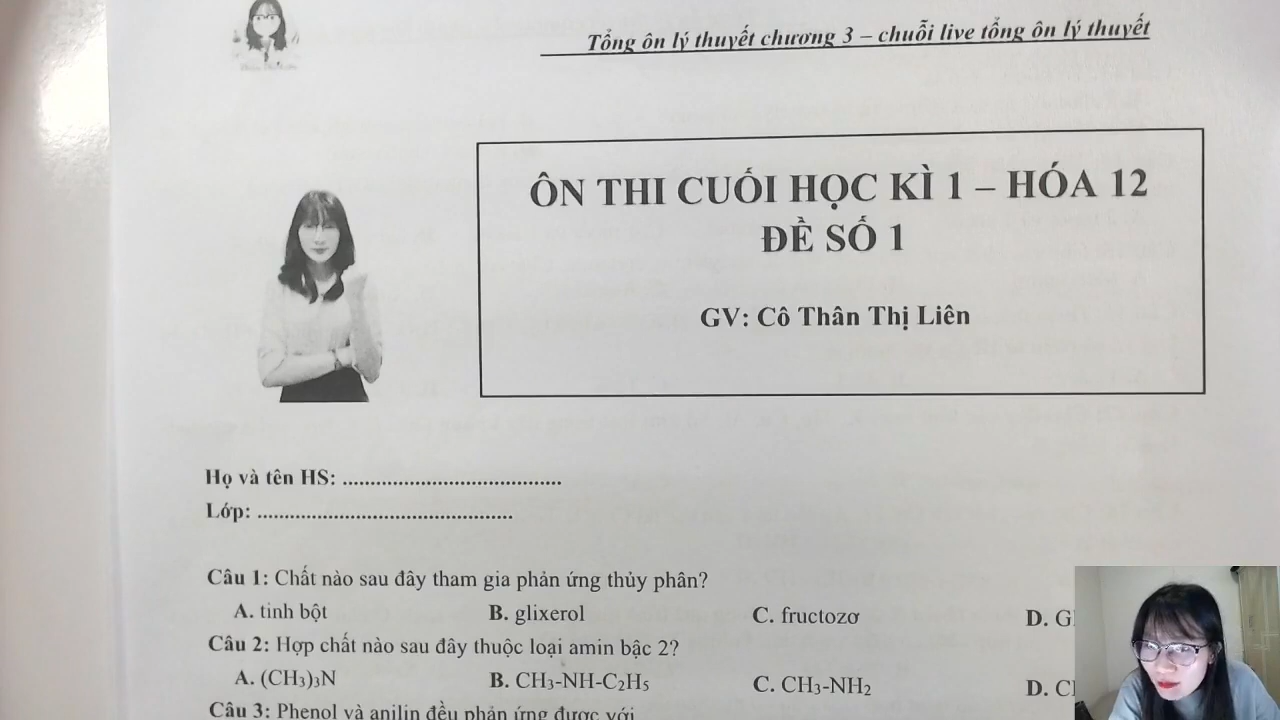 Tổng ôn lý thuyết chương 3 – chuỗi live tổng ôn lý thuyết
ÔN THI CUỐI HỌC KÌ 1 – HÓA 12
ĐỀ SỐ 1
GV: Cô Thân Thị Liên
Họ và tên HS: ........................................
Lớp: ...............................................
Câu 1: Chất nào sau đây tham gia phản ứng thủy phân?
A. tinh bột B. glixerol C. fructozơ D. G
Câu 2: Hợp chất nào sau đây thuộc loại amin bậc 2?
A. (CH₃)₃N B. CH₃-NH-C₂H₅ C. CH₃-NH₂ D. C
Câu 3: Phenol và anilin đều phản ứng được với